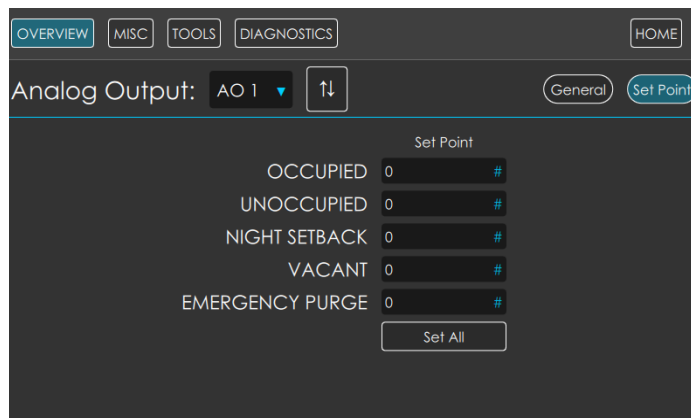 OVERVIEW MISC TOOLS DIAGNOSTICS HOME
Analog Output: AO 1 General Set Point
Set Point
OCCUPIED 0 #
UNOCCUPIED 0 #
NIGHT SETBACK 0 #
VACANT 0 #
EMERGENCY PURGE 0 #
Set All